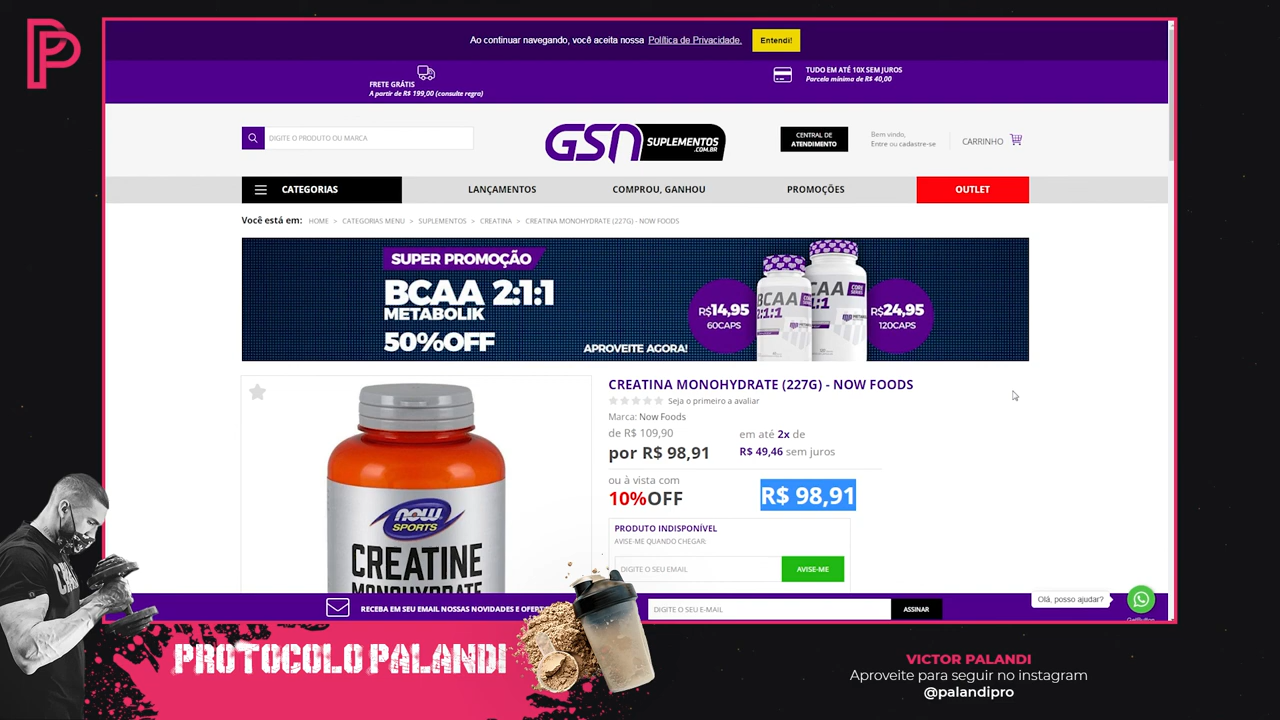 Ao continuar navegando, você aceita nossa Política de Privacidade. Entendi!
FRETE GRÁTIS
A partir de R$ 199,00 (consulte regra)
TUDO EM ATÉ 10X SEM JUROS
Parcela mínima de R$ 40,00
DIGITE O PRODUTO OU MARCA
GSN SUPLEMENTOS .COM.BR
CENTRAL DE
ATENDIMENTO
Bem vindo,
Entre ou cadastre-se
CARRINHO
CATEGORIAS LANÇAMENTOS COMPROU, GANHOU PROMOÇÕES OUTLET
Você está em: HOME > CATEGORIAS MENU > SUPLEMENTOS > CREATINA > CREATINA MONOHYDRATE (227G) - NOW FOODS
SUPER PROMOÇÃO
BCAA 2:1:1
METABOLIK
50%OFF
APROVEITE AGORA!
R$14,95
60CAPS
BCAA
2:1:1
R$24,95
120CAPS
CREATINA MONOHYDRATE (227G) - NOW FOODS
Seja o primeiro a avaliar
Marca: Now Foods
de R$ 109,90
por R$ 98,91
em até 2x de
R$ 49,46 sem juros
ou à vista com
10%OFF
R$ 98,91
PRODUTO INDISPONÍVEL
AVISE-ME QUANDO CHEGAR:
DIGITE O SEU EMAIL AVISE-ME
now
SPORTS
CREATINE
MONOHYDRATE
RECEBA EM SEU EMAIL NOSSAS NOVIDADES E OFERT
DIGITE O SEU E-MAIL ASSINAR
Olá, posso ajudar?
PROTOCOLO PALANDI
VICTOR PALANDI
Aproveite para seguir no instagram
@palandipro